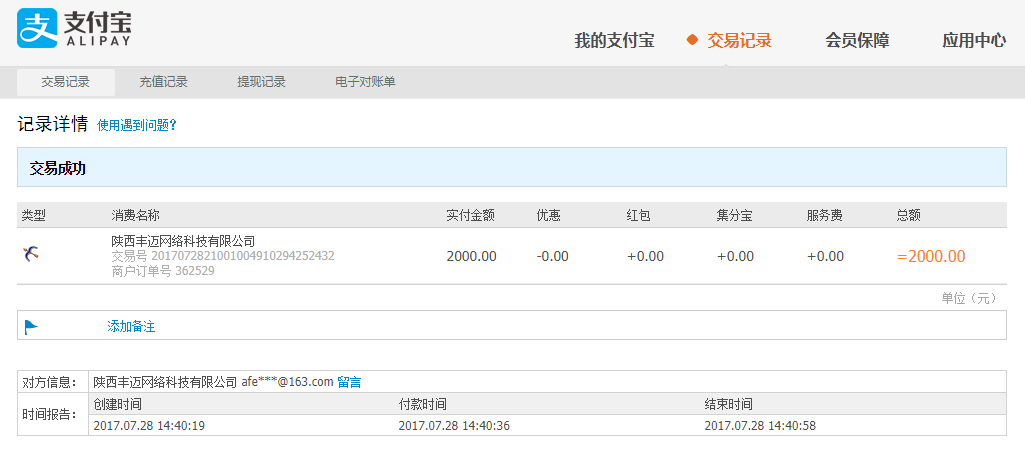 支付宝
ALIPAY
我的支付宝 交易记录 会员保障 应用中心
交易记录 充值记录 提现记录 电子对账单
记录详情 使用遇到问题?
交易成功
类型 消费名称 实付金额 优惠 红包 集分宝 服务费 总额
陕西丰迈网络科技有限公司
交易号 2017072821001004910294252432
商户订单号 362529
2000.00 -0.00 +0.00 +0.00 +0.00 =2000.00
单位（元）
添加备注
对方信息： 陕西丰迈网络科技有限公司 afe***@163.com 留言
时间报告： 创建时间 付款时间 结束时间
2017.07.28 14:40:19 2017.07.28 14:40:36 2017.07.28 14:40:58